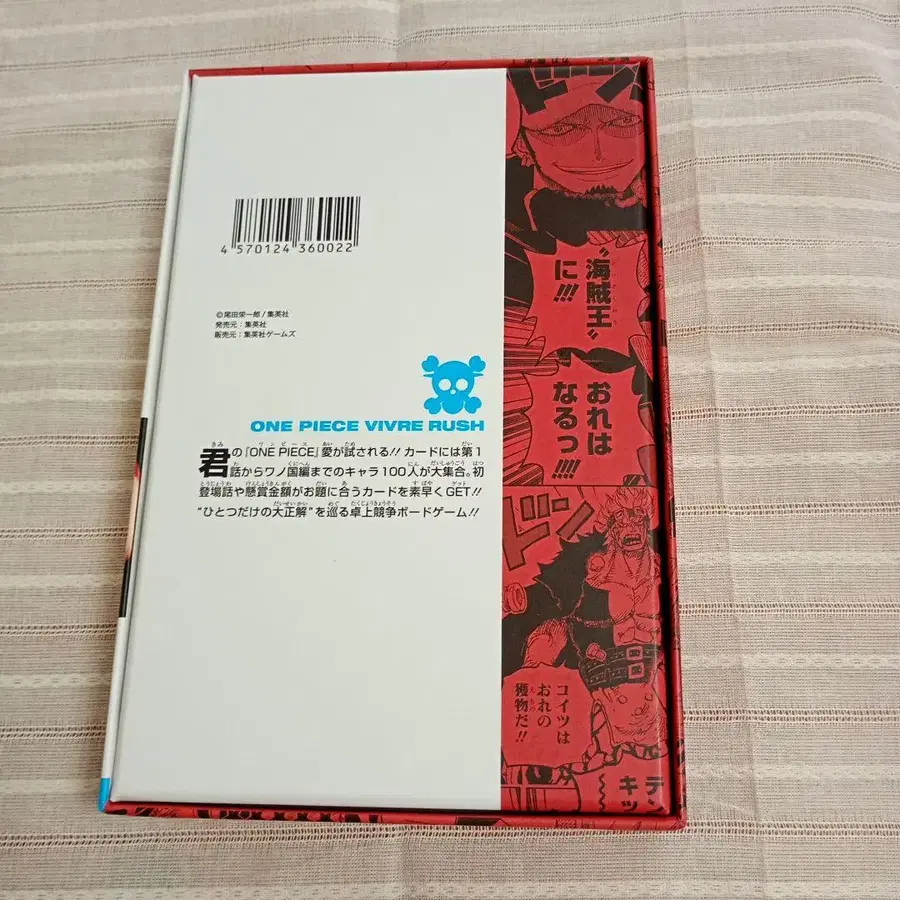 4 570124 360022
©尾田栄一郎/集英社
発売元:集英社
販売元:集英社ゲームズ
ONE PIECE VIVRE RUSH
君の『ONE PIECE』愛が試される!! カードには第1
話からワノ国編までのキャラ100人が大集合。初
登場話や懸賞金額がお題に合うカードを素早くGET!!
“ひとつだけの大正解”を巡る卓上競争ボードゲーム!!
ドン
“海賊王”
に!!!
おれは
なるっ!!!!
ドン
コイツは
おれの
獲物だ!!